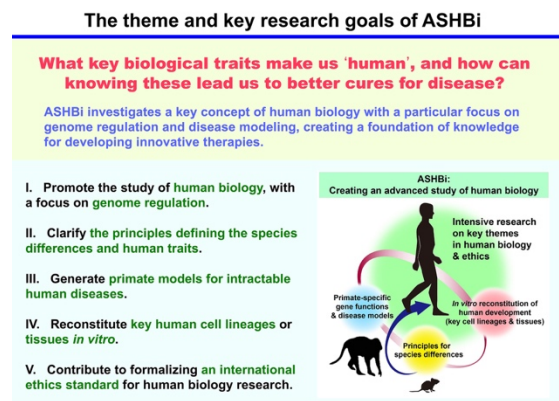 The theme and key research goals of ASHBi
What key biological traits make us ‘human’, and how can
knowing these lead us to better cures for disease?
ASHBi investigates a key concept of human biology with a particular focus on
genome regulation and disease modeling, creating a foundation of knowledge
for developing innovative therapies.
I. Promote the study of human biology, with
a focus on genome regulation.
II. Clarify the principles defining the species
differences and human traits.
III. Generate primate models for intractable
human diseases.
IV. Reconstitute key human cell lineages or
tissues in vitro.
V. Contribute to formalizing an international
ethics standard for human biology research.
ASHBi:
Creating an advanced study of human biology
Intensive research
on key themes
in human biology
& ethics
Primate-specific
gene functions
& disease models
In vitro reconstitution of
human development
(key cell lineages & tissues)
Principles for
species differences